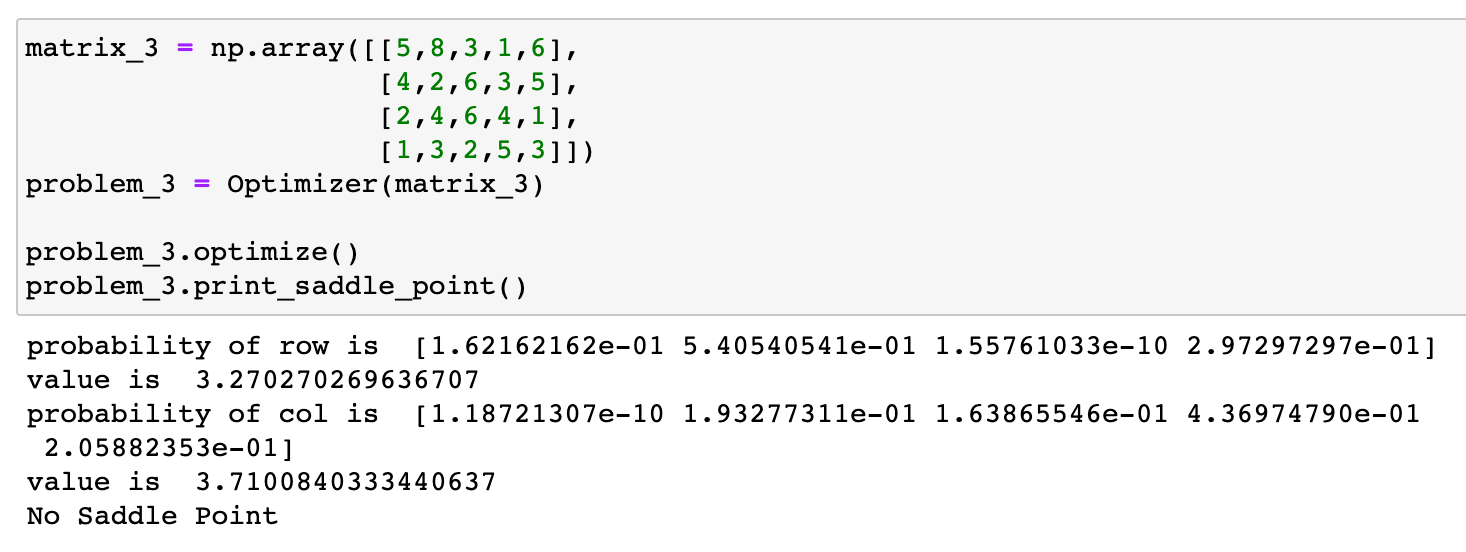 matrix_3 = np.array([[5,8,3,1,6],
[4,2,6,3,5],
[2,4,6,4,1],
[1,3,2,5,3]])
problem_3 = Optimizer(matrix_3)
problem_3.optimize()
problem_3.print_saddle_point()
probability of row is  [1.62162162e-01 5.40540541e-01 1.55761033e-10 2.97297297e-01]
value is  3.270270269636707
probability of col is  [1.18721307e-10 1.93277311e-01 1.63865546e-01 4.36974790e-01
2.05882353e-01]
value is  3.7100840333440637
No Saddle Point